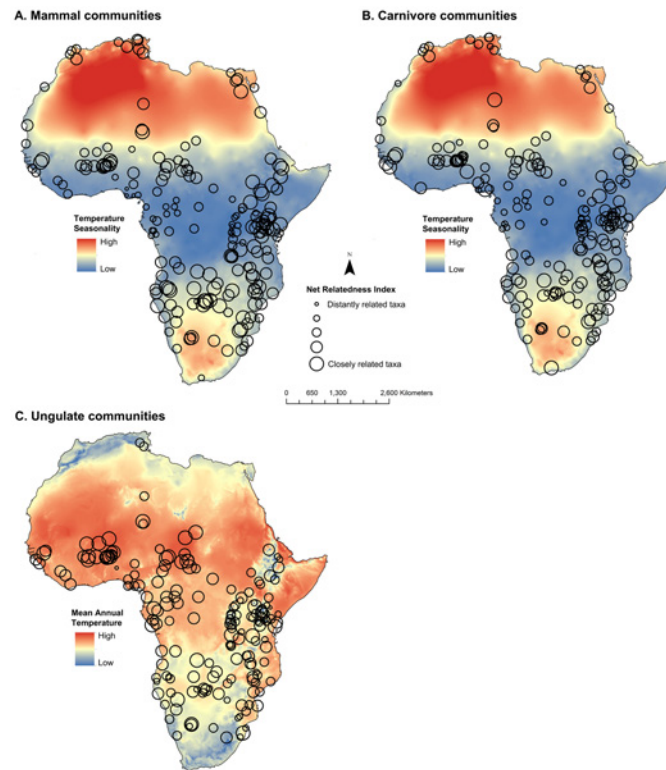 A. Mammal communities
B. Carnivore communities
Temperature
Seasonality
High
Low
N
Net Relatedness Index
Distantly related taxa
Closely related taxa
0 650 1,300 2,600 Kilometers
Temperature
Seasonality
High
Low
C. Ungulate communities
Mean Annual
Temperature
High
Low